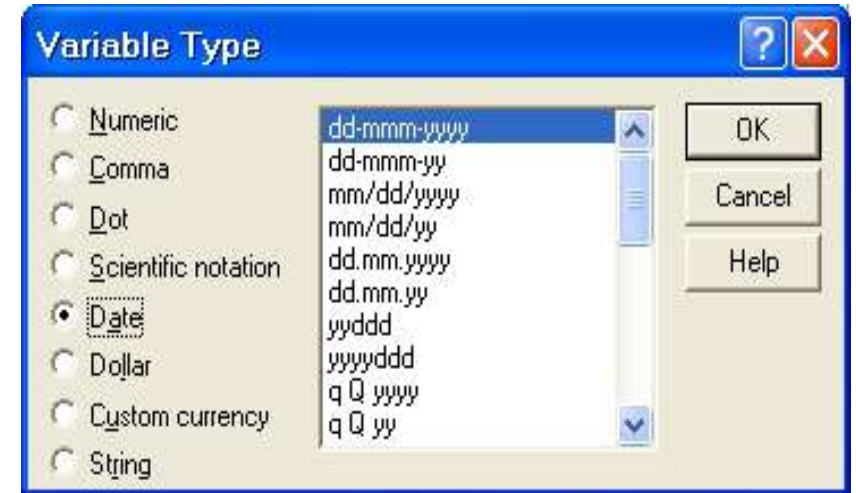 Variable Type
Numeric
Comma
Dot
Scientific notation
Date
Dollar
Custom currency
String
dd-mmm-yyyy
dd-mmm-yy
mm/dd/yyyy
mm/dd/yy
dd.mm.yyyy
dd.mm.yy
yyddd
yyyyddd
q Q yyyy
q Q yy
OK
Cancel
Help